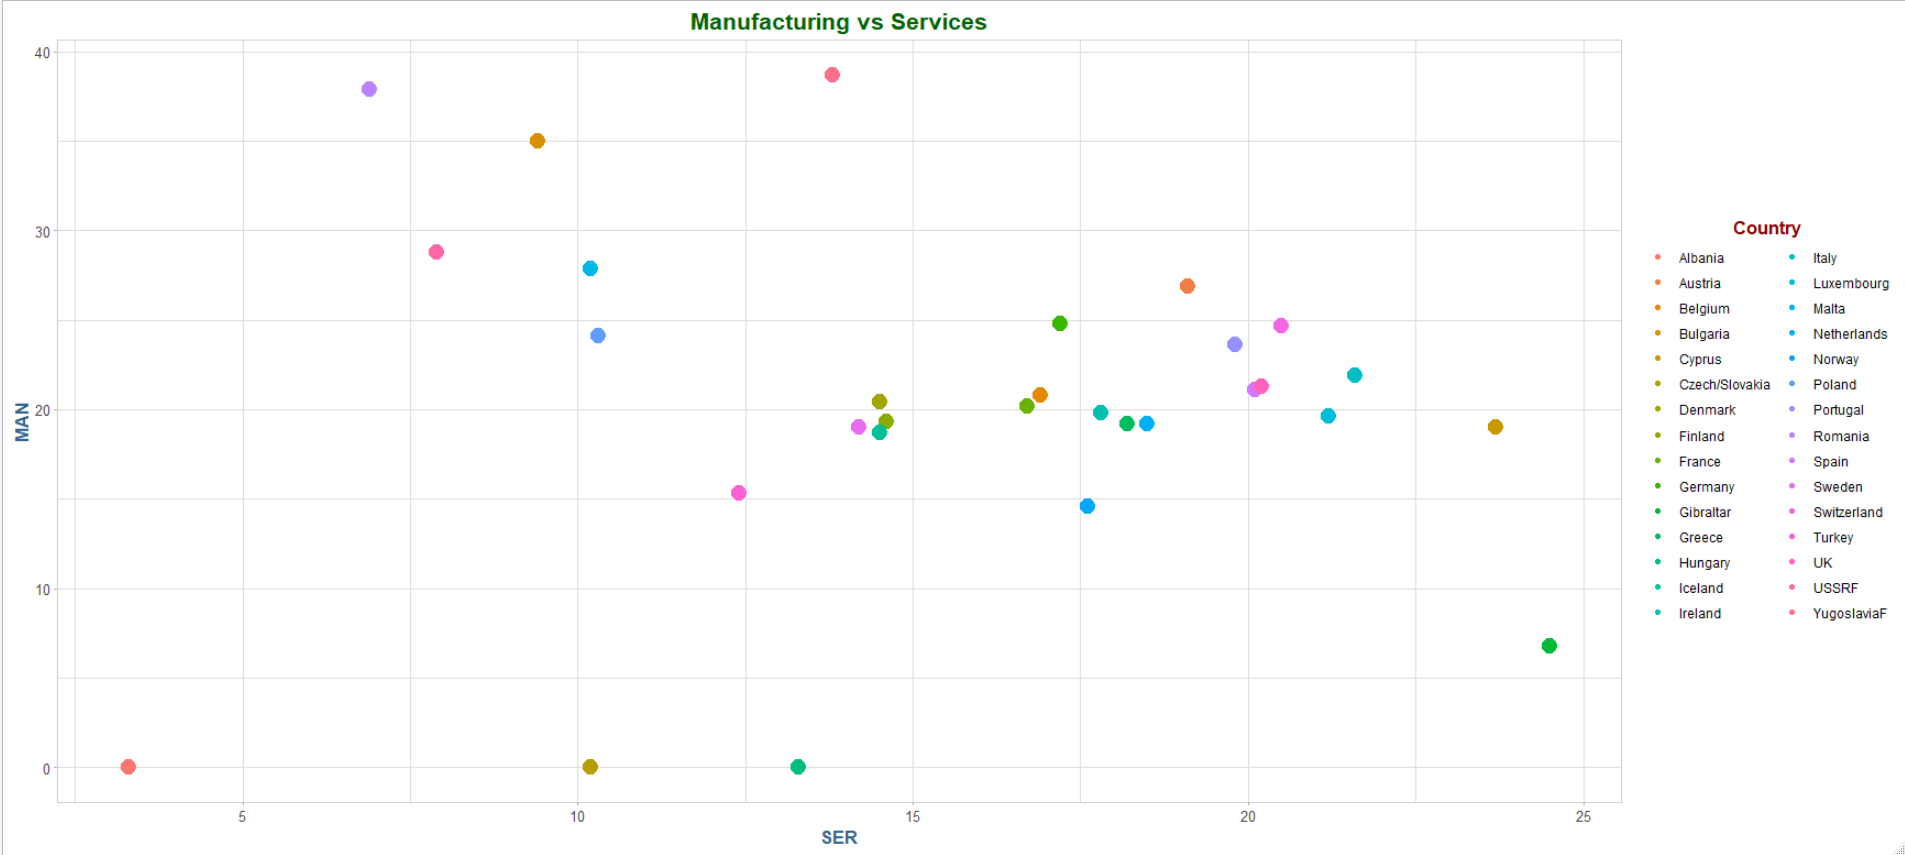 Manufacturing vs Services
40
30
20
10
0
MAN
5
10
15
20
25
SER
Country
Albania
Austria
Belgium
Bulgaria
Cyprus
Czech/Slovakia
Denmark
Finland
France
Germany
Gibraltar
Greece
Hungary
Iceland
Ireland
Italy
Luxembourg
Malta
Netherlands
Norway
Poland
Portugal
Romania
Spain
Sweden
Switzerland
Turkey
UK
USSRF
YugoslaviaF